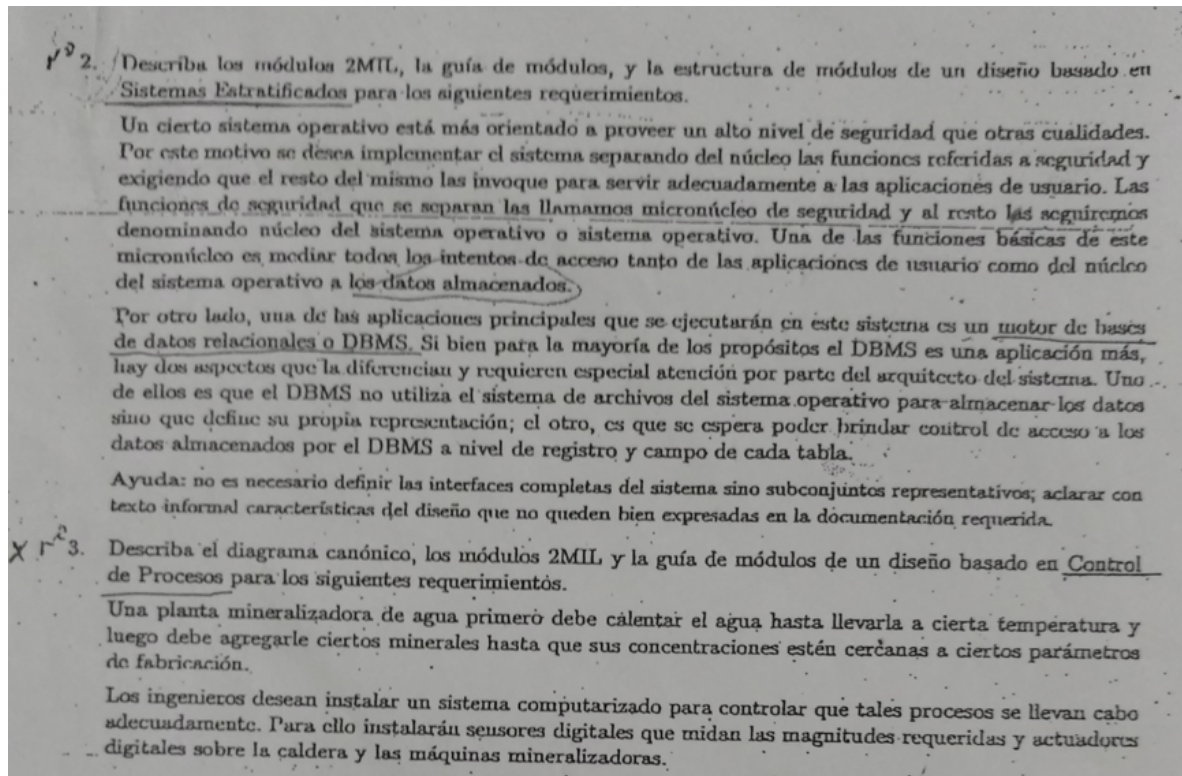 rº 2. Describa los módulos 2MIL, la guía de módulos, y la estructura de módulos de un diseño basado en
Sistemas Estratificados para los siguientes requerimientos.
Un cierto sistema operativo está más orientado a proveer un alto nivel de seguridad que otras cualidades.
Por este motivo se desea implementar el sistema separando del núcleo las funciones referidas a seguridad y
exigiendo que el resto del mismo las invoque para servir adecuadamente a las aplicaciones de usuario. Las
funciones de seguridad que se separan las llamamos micronúcleo de seguridad y al resto las seguiremos
denominando núcleo del sistema operativo o sistema operativo. Una de las funciones básicas de este
micronúcleo es mediar todos los intentos de acceso tanto de las aplicaciones de usuario como del núcleo
del sistema operativo a los datos almacenados.
Por otro lado, una de las aplicaciones principales que se ejecutarán en este sistema es un motor de bases
de datos relacionales o DBMS. Si bien para la mayoría de los propósitos el DBMS es una aplicación más,
hay dos aspectos que la diferencian y requieren especial atención por parte del arquitecto del sistema. Uno
de ellos es que el DBMS no utiliza el sistema de archivos del sistema operativo para almacenar los datos
sino que define su propia representación; el otro, es que se espera poder brindar control de acceso a los
datos almacenados por el DBMS a nivel de registro y campo de cada tabla.
Ayuda: no es necesario definir las interfaces completas del sistema sino subconjuntos representativos; aclarar con
texto informal características del diseño que no queden bien expresadas en la documentación requerida.
X r² 3. Describa el diagrama canónico, los módulos 2MIL y la guía de módulos de un diseño basado en Control
de Procesos para los siguientes requerimientos.
Una planta mineralizadora de agua primero debe calentar el agua hasta llevarla a cierta temperatura y
luego debe agregarle ciertos minerales hasta que sus concentraciones estén cercanas a ciertos parámetros
de fabricación.
Los ingenieros desean instalar un sistema computarizado para controlar que tales procesos se llevan cabo
adecuadamente. Para ello instalarán sensores digitales que midan las magnitudes requeridas y actuadores
digitales sobre la caldera y las máquinas mineralizadoras.